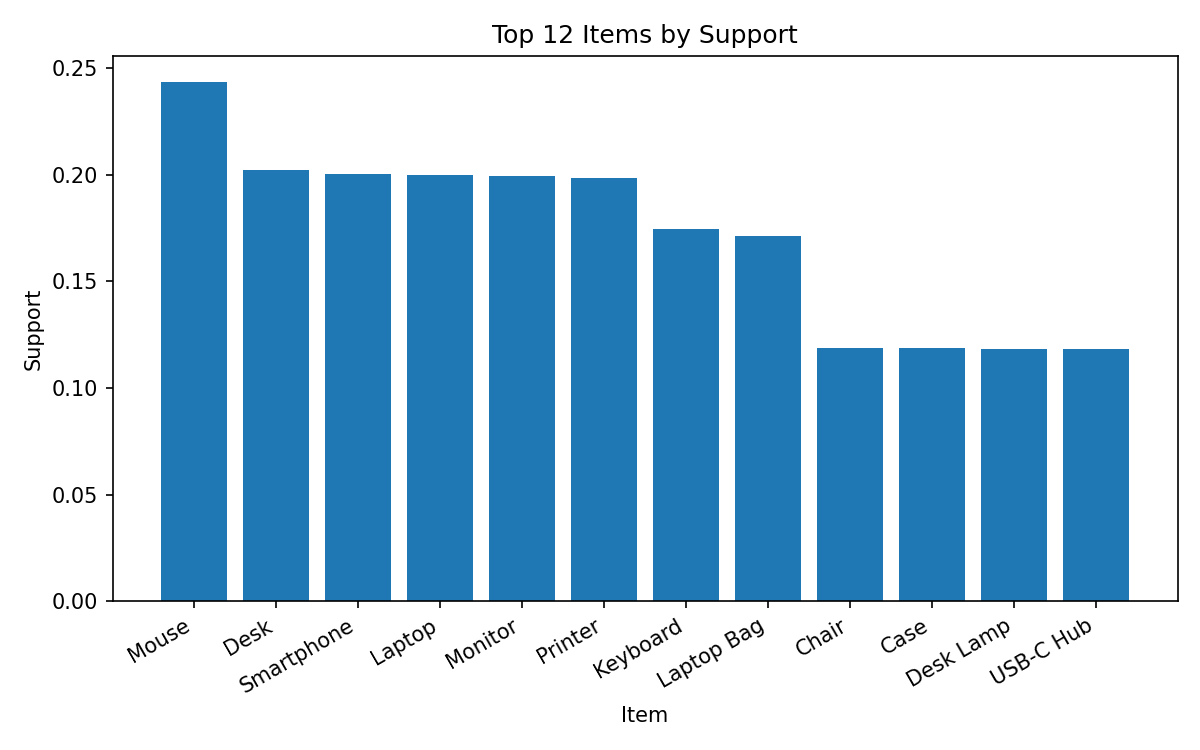 Top 12 Items by Support
0.25
0.20
0.15
0.10
0.05
0.00
Support
Mouse
Desk
Smartphone
Laptop
Monitor
Printer
Keyboard
Laptop Bag
Chair
Case
Desk Lamp
USB-C Hub
Item